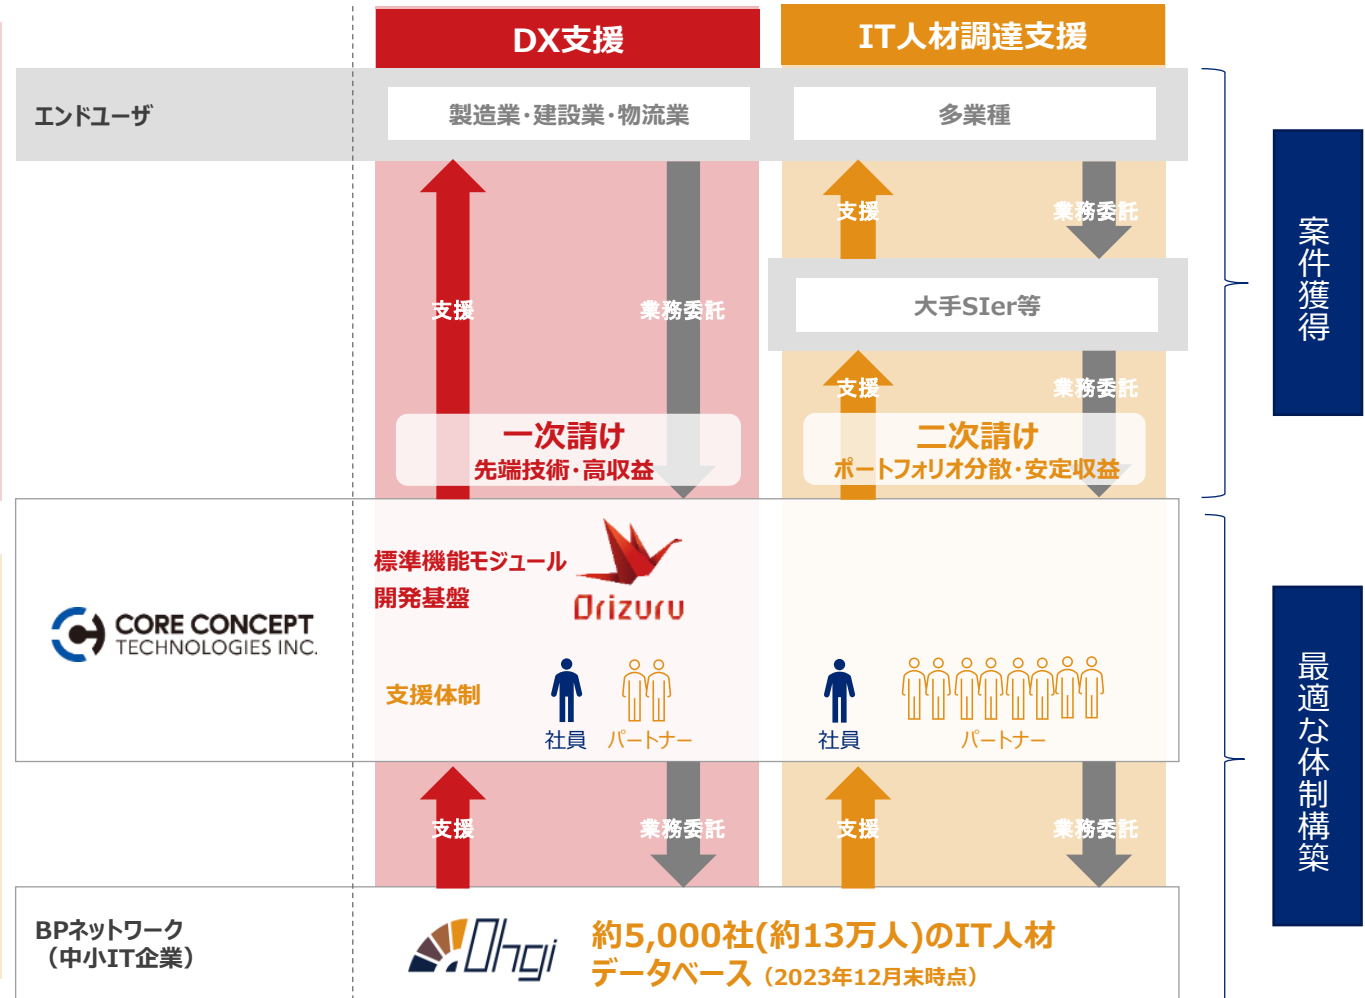 DX支援
IT人材調達支援
エンドユーザ
製造業・建設業・物流業
多業種
支援
業務委託
大手SIer等
支援
業務委託
支援
業務委託
一次請け
先端技術・高収益
二次請け
ポートフォリオ分散・安定収益
案件獲得
CORE CONCEPT
TECHNOLOGIES INC.
標準機能モジュール
開発基盤
Orizuru
支援体制
社員
パートナー
社員
パートナー
最適な体制構築
支援
業務委託
支援
業務委託
BPネットワーク
（中小IT企業）
Ohgi
約5,000社(約13万人)のIT人材
データベース（2023年12月末時点）